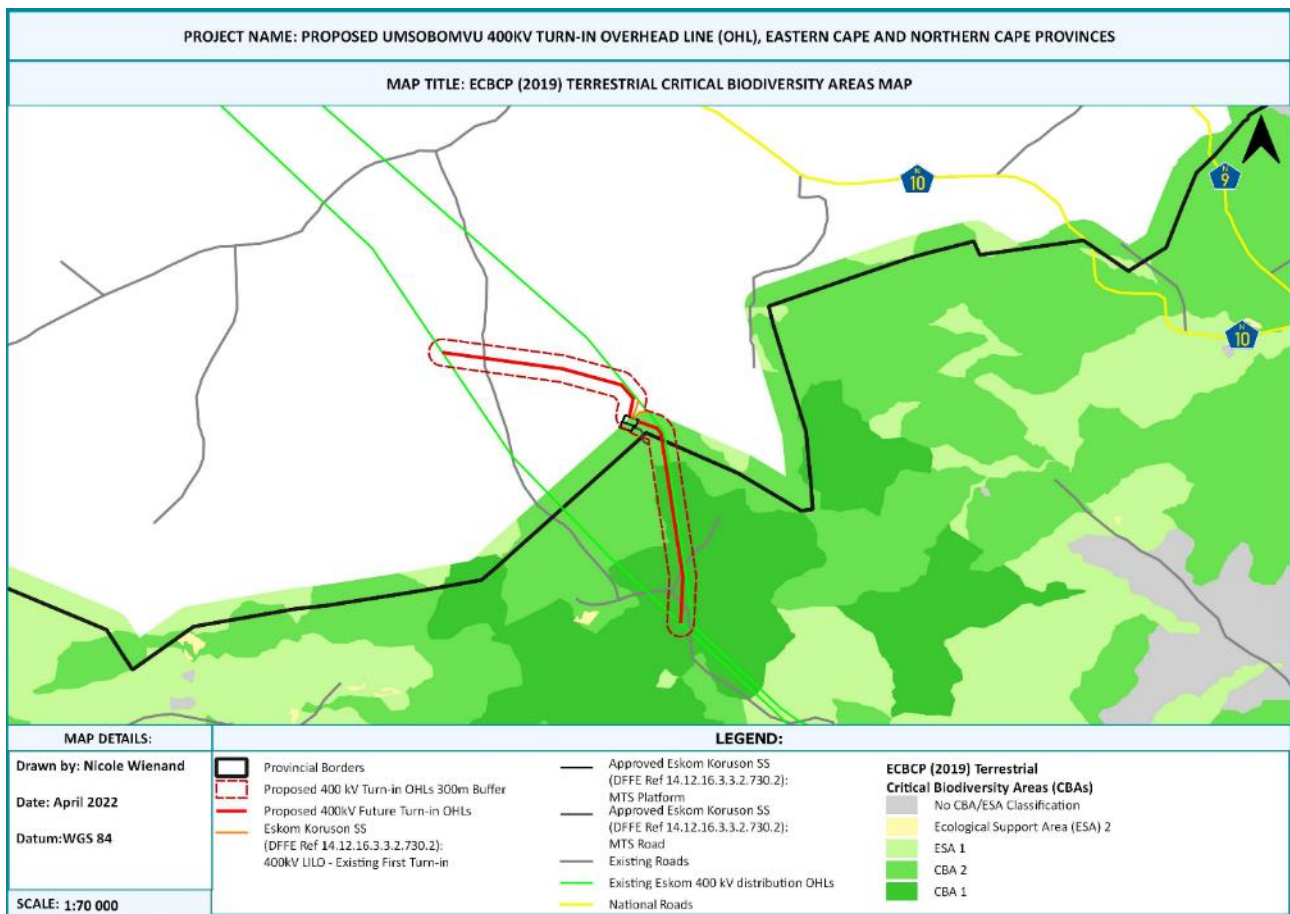 PROJECT NAME: PROPOSED UMSOBOMVU 400KV TURN-IN OVERHEAD LINE (OHL), EASTERN CAPE AND NORTHERN CAPE PROVINCES
MAP TITLE: ECBCP (2019) TERRESTRIAL CRITICAL BIODIVERSITY AREAS MAP
N
10
N
9
N
10
MAP DETAILS:
Drawn by: Nicole Wienand
Date: April 2022
Datum:WGS 84
SCALE: 1:70 000
LEGEND:
Provincial Borders
Proposed 400 kV Turn-in OHLs 300m Buffer
Proposed 400kV Future Turn-in OHLs
Eskom Koruson SS
(DFFE Ref 14.12.16.3.3.2.730.2):
400kV LILO - Existing First Turn-in
Approved Eskom Koruson SS
(DFFE Ref 14.12.16.3.3.2.730.2):
MTS Platform
Approved Eskom Koruson SS
(DFFE Ref 14.12.16.3.3.2.730.2):
MTS Road
Existing Roads
Existing Eskom 400 kV distribution OHLs
National Roads
ECBCP (2019) Terrestrial
Critical Biodiversity Areas (CBAs)
No CBA/ESA Classification
Ecological Support Area (ESA) 2
ESA 1
CBA 2
CBA 1